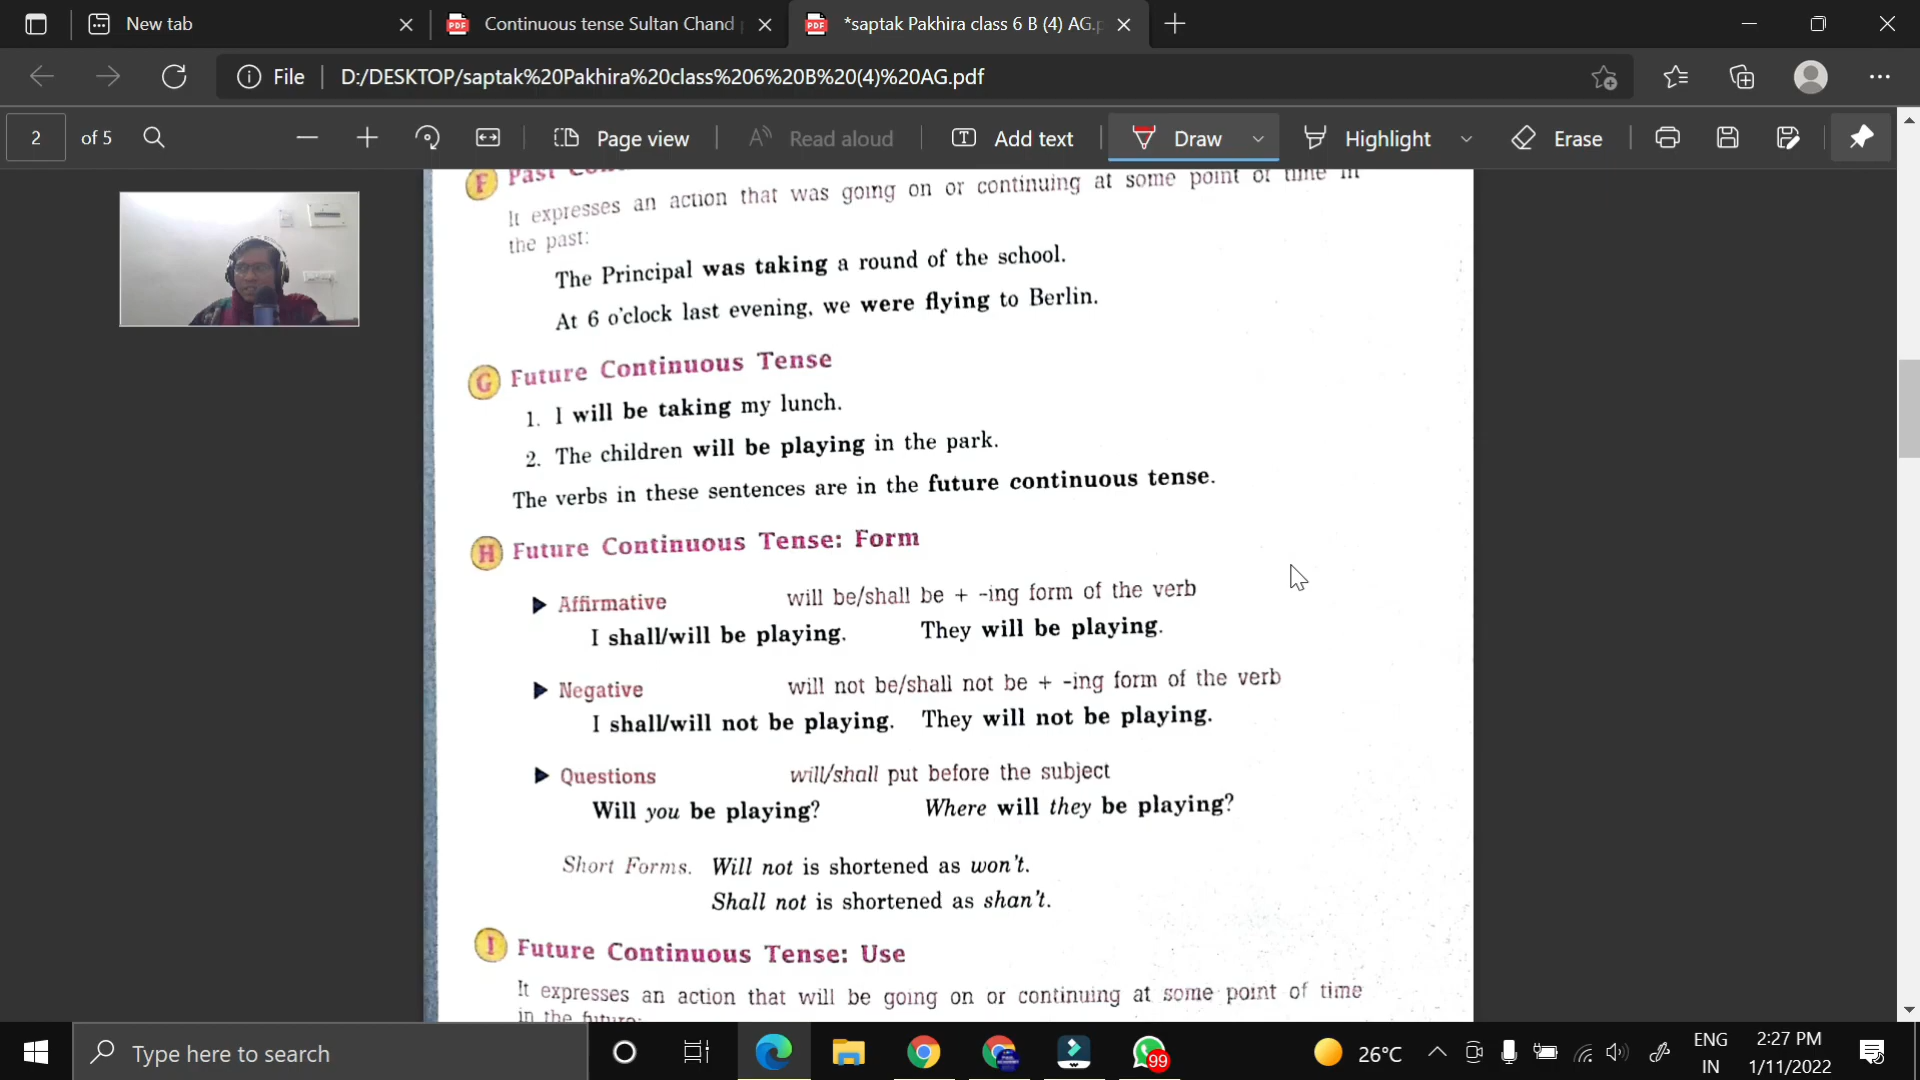 New tab
Continuous tense Sultan Chand
*saptak Pakhira class 6 B (4) AG.p
File
D:/DESKTOP/saptak%20Pakhira%20class%206%20B%20(4)%20AG.pdf
2 of 5
Page view
Read aloud
Add text
Draw
Highlight
Erase
F Past
It expresses an action that was going on or continuing at some point of time in
the past:
The Principal was taking a round of the school.
At 6 o'clock last evening, we were flying to Berlin.
G Future Continuous Tense
1. I will be taking my lunch.
2. The children will be playing in the park.
The verbs in these sentences are in the future continuous tense.
H Future Continuous Tense: Form
Affirmative will be/shall be + -ing form of the verb
I shall/will be playing. They will be playing.
Negative will not be/shall not be + -ing form of the verb
I shall/will not be playing. They will not be playing.
Questions will/shall put before the subject
Will you be playing? Where will they be playing?
Short Forms. Will not is shortened as won't.
Shall not is shortened as shan't.
I Future Continuous Tense: Use
It expresses an action that will be going on or continuing at some point of time
in the future:
Type here to search
99
26°C
ENG
IN
2:27 PM
1/11/2022